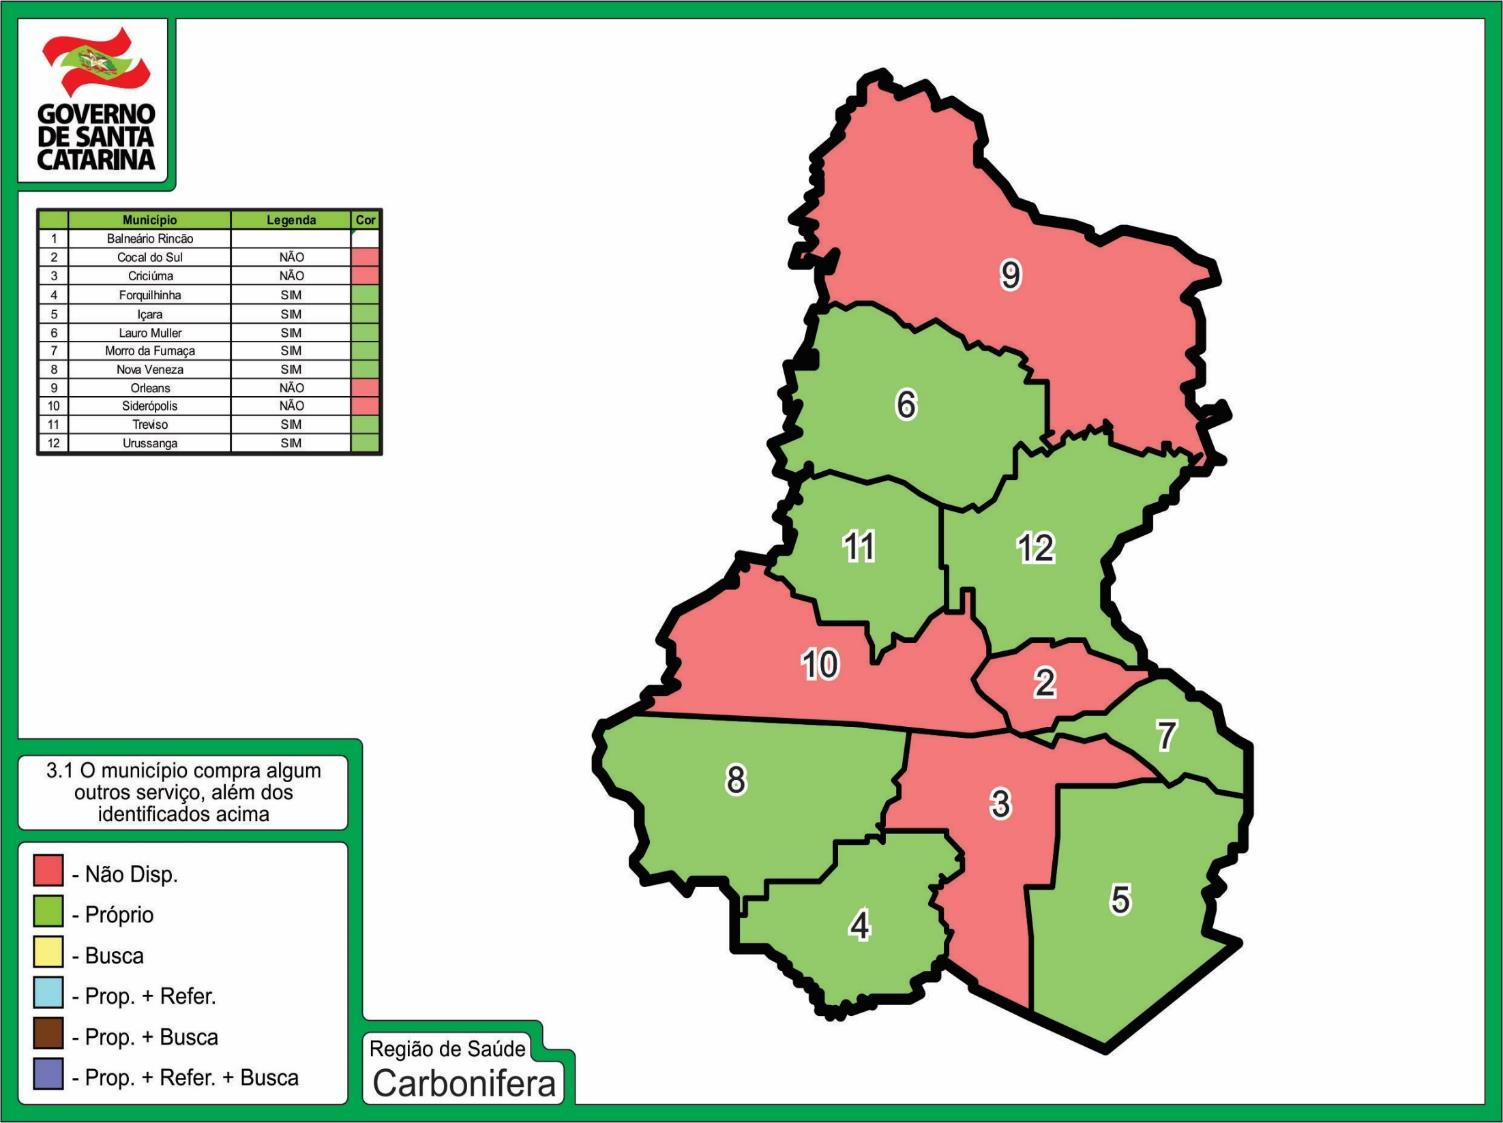 GOVERNO
DE SANTA
CATARINA
Município Legenda Cor
1 Balneário Rincão
2 Cocal do Sul NÃO
3 Criciúma NÃO
4 Forquilhinha SIM
5 Içara SIM
6 Lauro Muller SIM
7 Morro da Fumaça SIM
8 Nova Veneza SIM
9 Orleans NÃO
10 Siderópolis NÃO
11 Treviso SIM
12 Urussanga SIM
9
6
11
12
10
2
7
8
3
5
4
3.1 O município compra algum
outros serviço, além dos
identificados acima
- Não Disp.
- Próprio
- Busca
- Prop. + Refer.
- Prop. + Busca
- Prop. + Refer. + Busca
Região de Saúde
Carbonifera